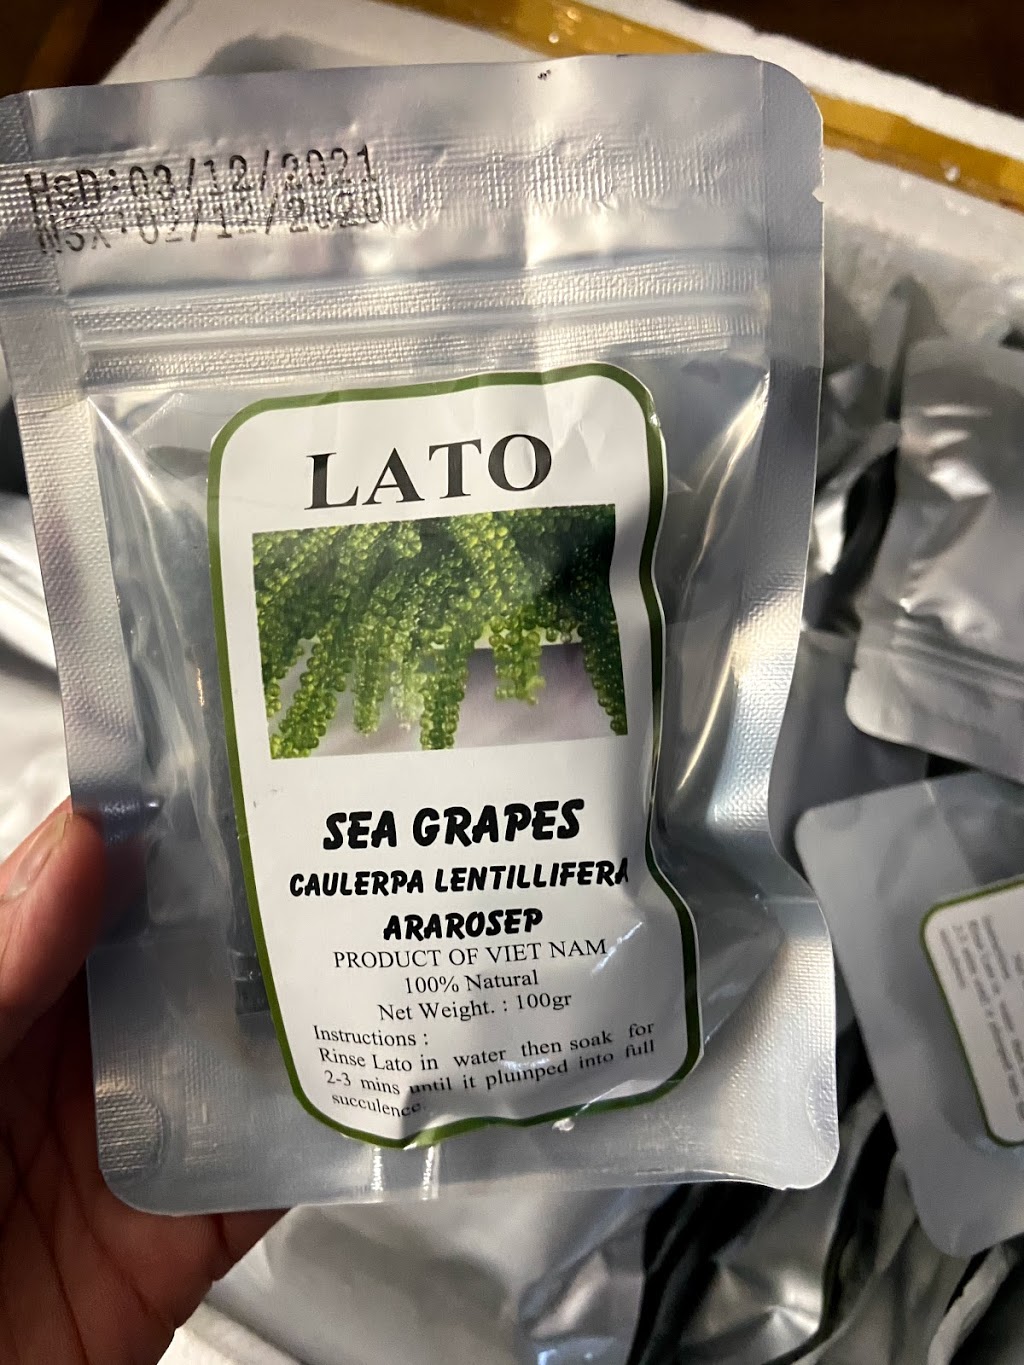 HSD:03/12/2021
NSX:02/12/2020
LATO
SEA GRAPES
CAULERPA LENTILLIFERA
ARAROSEP
PRODUCT OF VIET NAM
100% Natural
Net Weight. : 100gr
Instructions :
Rinse Lato in water then soak for
2-3 mins until it plumped into full
succulence.